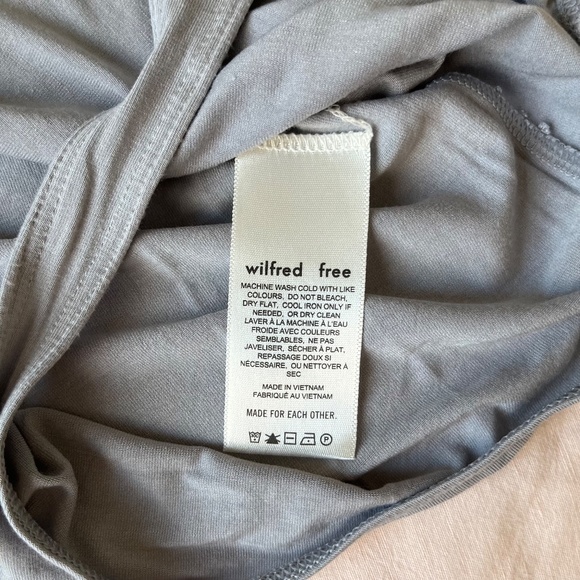 wilfred free
MACHINE WASH COLD WITH LIKE
COLOURS, DO NOT BLEACH,
DRY FLAT, COOL IRON ONLY IF
NEEDED, OR DRY CLEAN
LAVER À LA MACHINE À L'EAU
FROIDE AVEC COULEURS
SEMBLABLES, NE PAS
JAVELISER, SÉCHER À PLAT,
REPASSAGE DOUX SI
NÉCESSAIRE, OU NETTOYER À
SEC
MADE IN VIETNAM
FABRIQUÉ AU VIETNAM
MADE FOR EACH OTHER.
P